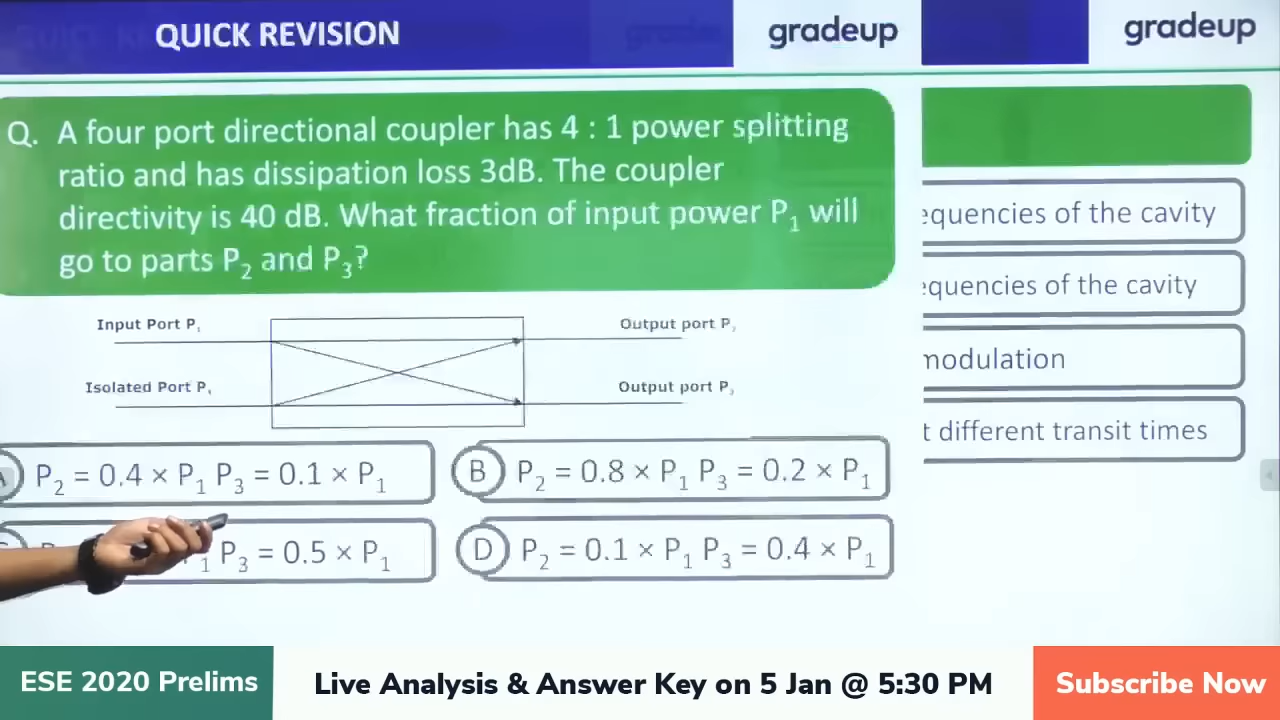 QUICK REVISION
gradeup
gradeup
Q. A four port directional coupler has 4 : 1 power splitting
ratio and has dissipation loss 3dB. The coupler
directivity is 40 dB. What fraction of input power P₁ will
go to parts P₂ and P₃?
Input Port P₁
Output port P₂
Isolated Port P₄
Output port P₃
P₂ = 0.4 × P₁ P₃ = 0.1 × P₁
B P₂ = 0.8 × P₁ P₃ = 0.2 × P₁
₁ P₃ = 0.5 × P₁
D P₂ = 0.1 × P₁ P₃ = 0.4 × P₁
equencies of the cavity
equencies of the cavity
modulation
t different transit times
ESE 2020 Prelims
Live Analysis & Answer Key on 5 Jan @ 5:30 PM
Subscribe Now